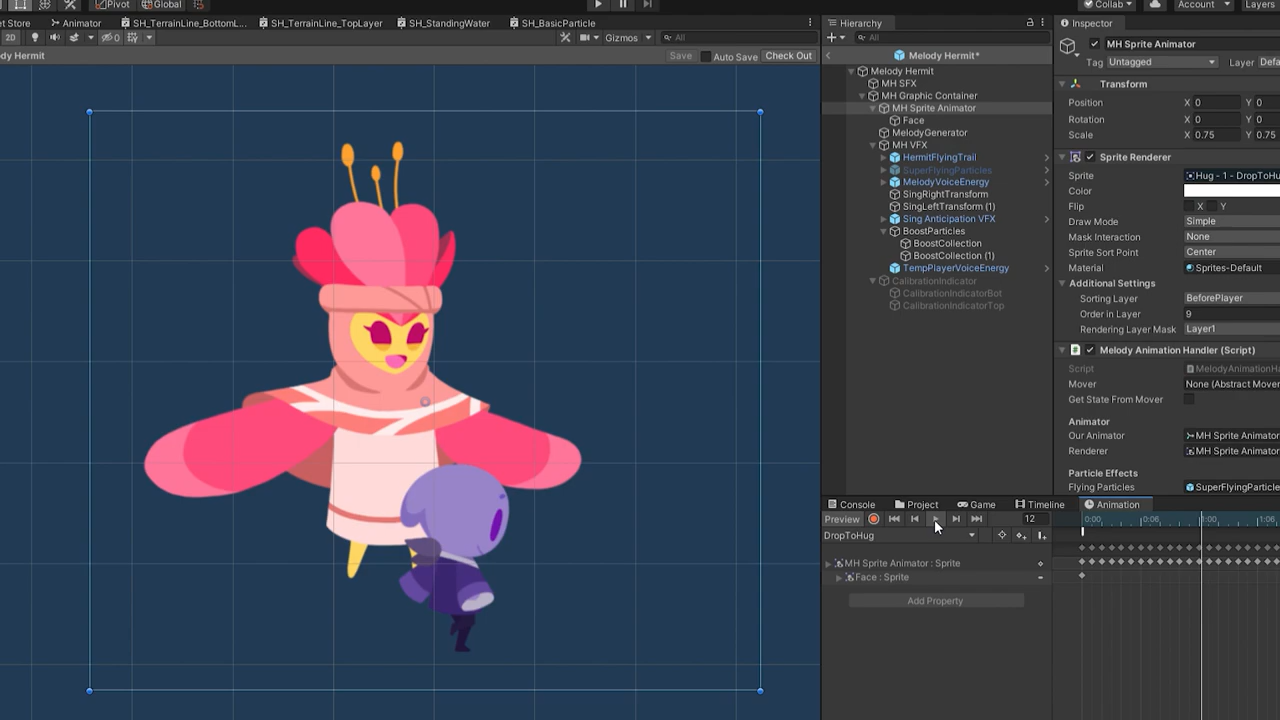 Pivot Global
Collab Account Layers
et Store Animator SH_TerrainLine_BottomL... SH_TerrainLine_TopLayer SH_StandingWater SH_BasicParticle
Hierarchy
Inspector
2D 0 Gizmos All
All
MH Sprite Animator
Tag Untagged Layer Defa
ody Hermit Save Auto Save Check Out
Melody Hermit*
Melody Hermit
MH SFX
MH Graphic Container
MH Sprite Animator
Face
MelodyGenerator
MH VFX
HermitFlyingTrail
SuperFlyingParticles
MelodyVoiceEnergy
SingRightTransform
SingLeftTransform (1)
Sing Anticipation VFX
BoostParticles
BoostCollection
BoostCollection (1)
TempPlayerVoiceEnergy
CalibrationIndicator
CalibrationIndicatorBot
CalibrationIndicatorTop
Transform
Position X 0 Y 0
Rotation X 0 Y 0
Scale X 0.75 Y 0.75
Sprite Renderer
Sprite Hug - 1 - DropToHu
Color
Flip X Y
Draw Mode Simple
Mask Interaction None
Sprite Sort Point Center
Material Sprites-Default
Additional Settings
Sorting Layer BeforePlayer
Order in Layer 9
Rendering Layer Mask Layer1
Melody Animation Handler (Script)
Script MelodyAnimationHa
Mover None (Abstract Mover
Get State From Mover
Animator
Our Animator MH Sprite Animator
Renderer MH Sprite Animator
Particle Effects
Flying Particles SuperFlyingParticle
Console Project Game Timeline Animation
Preview 12
0:00 0:06 1:00 1:06
DropToHug
MH Sprite Animator : Sprite
Face : Sprite
Add Property